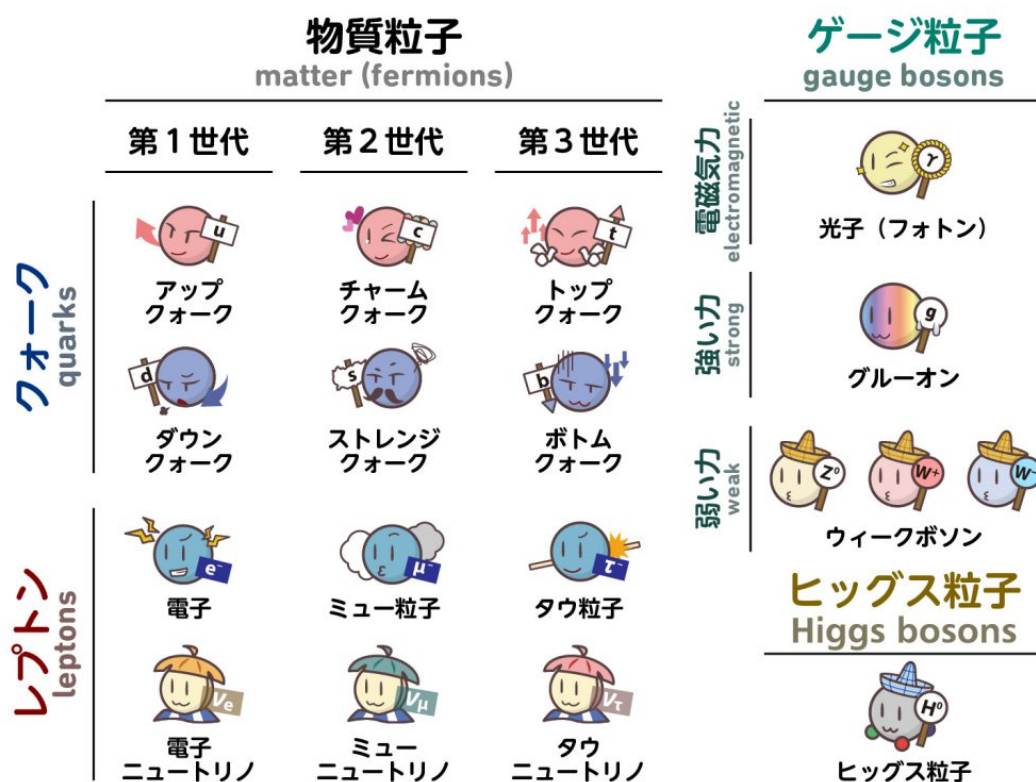 物質粒子
matter (fermions)
第1世代
第2世代
第3世代
クォーク
quarks
u
アップ
クォーク
c
チャーム
クォーク
t
トップ
クォーク
d
ダウン
クォーク
s
ストレンジ
クォーク
b
ボトム
クォーク
レプトン
leptons
e⁻
電子
μ⁻
ミュー粒子
τ⁻
タウ粒子
νe
電子
ニュートリノ
νμ
ミュー
ニュートリノ
ντ
タウ
ニュートリノ
ゲージ粒子
gauge bosons
電磁気力
electromagnetic
γ
光子（フォトン）
強い力
strong
g
グルーオン
弱い力
weak
Z⁰
W⁺
W⁻
ウィークボソン
ヒッグス粒子
Higgs bosons
H⁰
ヒッグス粒子